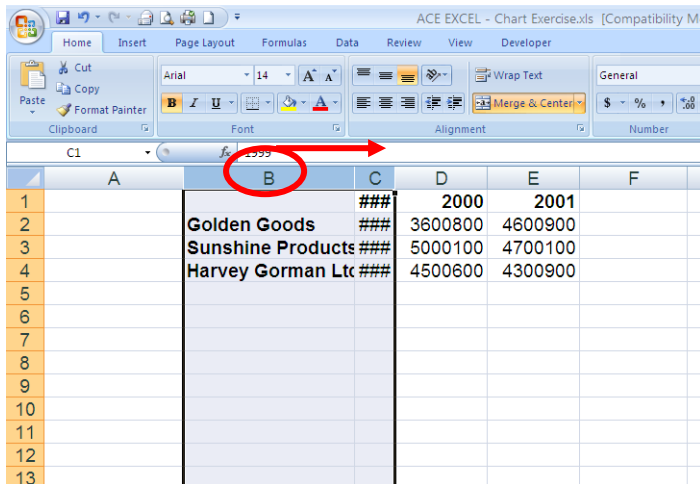 ACE EXCEL - Chart Exercise.xls [Compatibility M
Home Insert Page Layout Formulas Data Review View Developer
Paste
Cut
Copy
Format Painter
Clipboard
Arial 14 A A
B I U A
Font
Wrap Text
Merge & Center
Alignment
General
$ % , .00
Number
C1 fx 1999
A B C D E F
1 ### 2000 2001
2 Golden Goods ### 3600800 4600900
3 Sunshine Products ### 5000100 4700100
4 Harvey Gorman Ltd ### 4500600 4300900
5
6
7
8
9
10
11
12
13